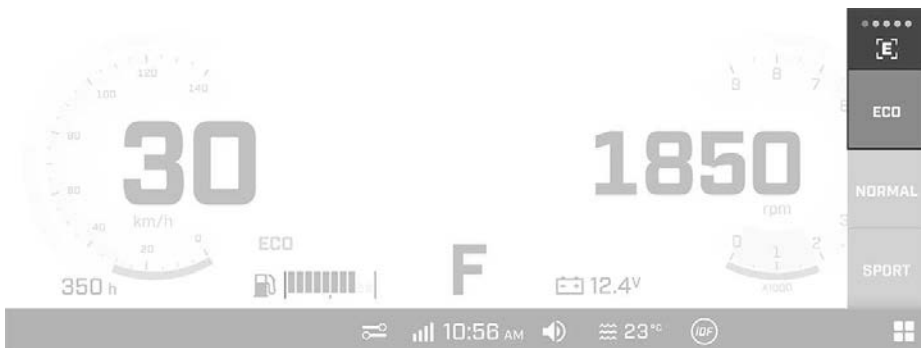 120
100
140
80
60
40
20
0
30
km/h
350 h
ECO
F
12.4V
8
9
7
1850
rpm
0
1
2
3
x1000
[E]
ECO
NORMAL
SPORT
10:56 AM
23°C
iDF